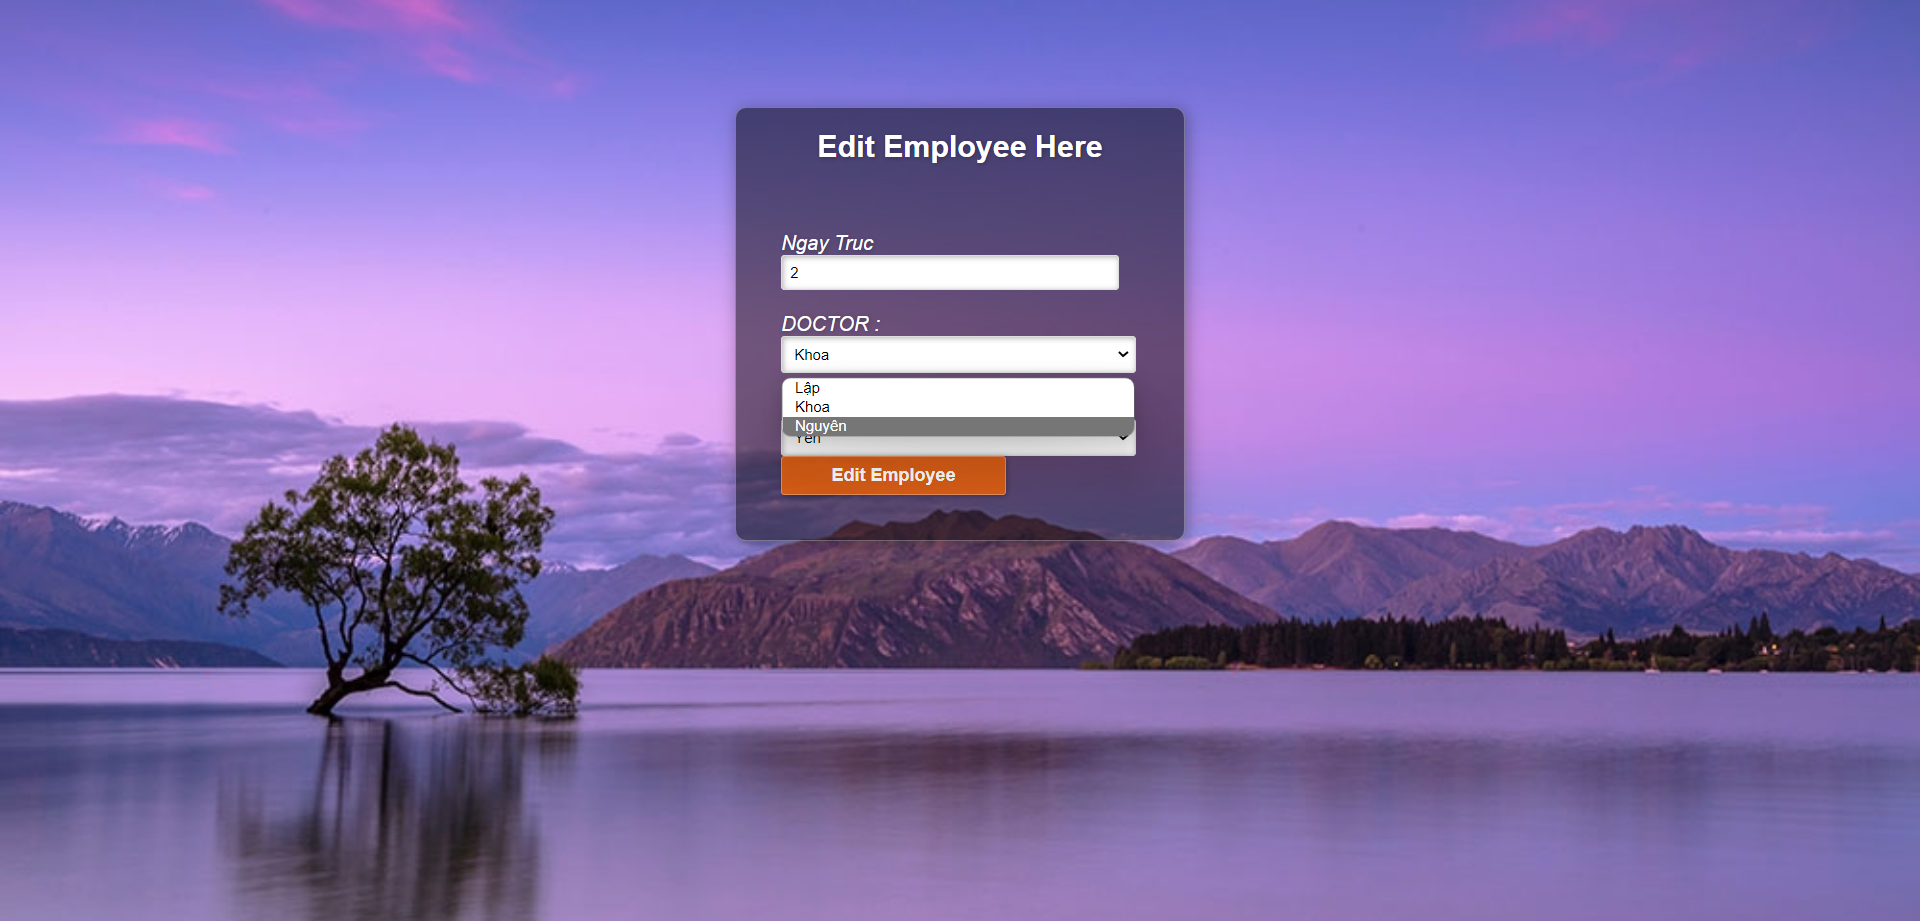 Edit Employee Here
Ngay Truc
2
DOCTOR :
Khoa
Lập
Khoa
Nguyên
Edit Employee